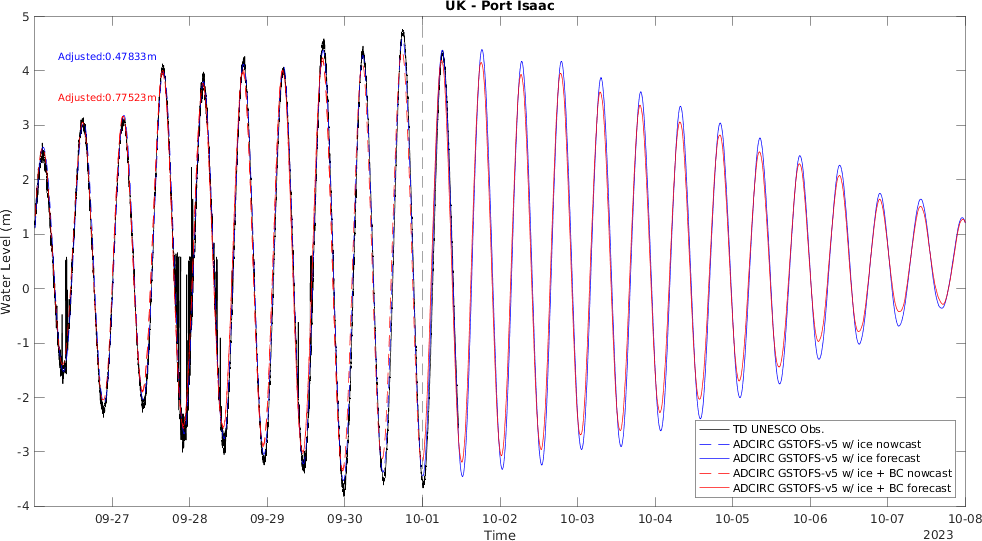 UK - Port Isaac
5
4
3
2
1
0
-1
-2
-3
-4
Water Level (m)
Adjusted:0.47833m
Adjusted:0.77523m
TD UNESCO Obs.
ADCIRC GSTOFS-v5 w/ ice nowcast
ADCIRC GSTOFS-v5 w/ ice forecast
ADCIRC GSTOFS-v5 w/ ice + BC nowcast
ADCIRC GSTOFS-v5 w/ ice + BC forecast
09-27 09-28 09-29 09-30 10-01 10-02 10-03 10-04 10-05 10-06 10-07 10-08
Time
2023